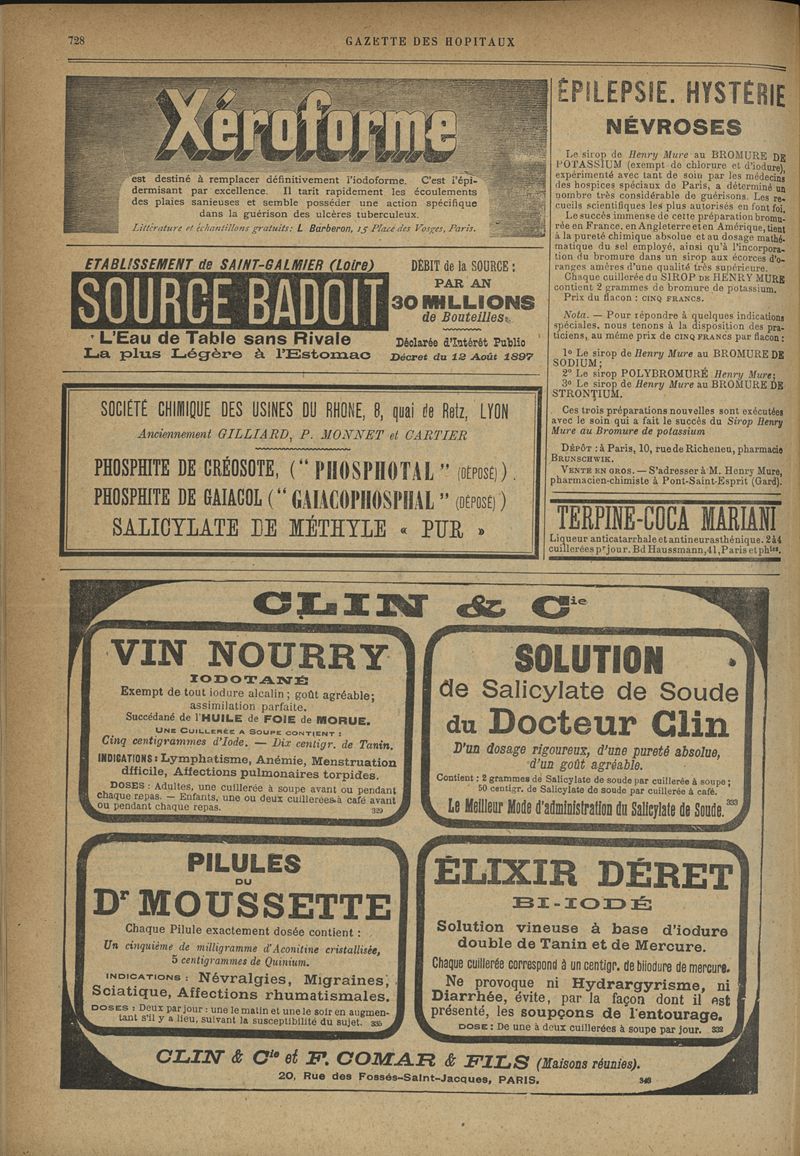 728
GAZETTE DES HOPITAUX
Xéroforme
est destiné à remplacer définitivement l'iodoforme. C'est l'épi-
dermisant par excellence. Il tarit rapidement les écoulements
des plaies sanieuses et semble posséder une action spécifique
dans la guérison des ulcères tuberculeux.
Littérature et échantillons gratuits: L. Barberon, 15 Place des Vosges, Paris.
ETABLISSEMENT de SAINT-GALMIER (Loire)
SOURCE BADOIT
L'Eau de Table sans Rivale
La plus Légère à l'Estomac
DÉBIT de la SOURCE :
PAR AN
30 MILLIONS
de Bouteilles
Déclarée d'Intérêt Public
Décret du 12 Août 1897
SOCIÉTÉ CHIMIQUE DES USINES DU RHONE, 8, quai de Retz, LYON
Anciennement GILLIARD, P. MONNET et CARTIER
PHOSPHITE DE CRÉOSOTE, (“ PHOSPHOTAL ” (DÉPOSÉ) ) .
PHOSPHITE DE GAIACOL (“ GAIACOPHOSPHAL ” (DÉPOSÉ) )
SALICYLATE DE MÉTHYLE « PUR »
ÉPILEPSIE. HYSTÉRIE
NÉVROSES
Le sirop de Henry Mure au BROMURE DE
POTASSIUM (exempt de chlorure et d'iodure),
expérimenté avec tant de soin par les médecins
des hospices spéciaux de Paris, a déterminé un
nombre très considérable de guérisons. Les re-
cueils scientifiques les plus autorisés en font foi.
Le succès immense de cette préparation bromu-
rée en France, en Angleterre et en Amérique, tient
à la pureté chimique absolue et au dosage mathé-
matique du sel employé, ainsi qu'à l'incorpora-
tion du bromure dans un sirop aux écorces d'o-
ranges amères d'une qualité très supérieure.
Chaque cuillerée du SIROP DE HENRY MURE
contient 2 grammes de bromure de potassium.
Prix du flacon : CINQ FRANCS.
Nota. — Pour répondre à quelques indications
spéciales, nous tenons à la disposition des pra-
ticiens, au même prix de CINQ FRANCS par flacon :
1º Le sirop de Henry Mure au BROMURE DE
SODIUM ;
2º Le sirop POLYBROMURÉ Henry Mure;
3º Le sirop de Henry Mure au BROMURE DE
STRONTIUM.
Ces trois préparations nouvelles sont exécutées
avec le soin qui a fait le succès du Sirop Henry
Mure au Bromure de potassium
DÉPÔT : à Paris, 10, rue de Richelieu, pharmacie
BRUNSCHWIK.
VENTE EN GROS. — S'adresser à M. Henry Mure,
pharmacien-chimiste à Pont-Saint-Esprit (Gard).
TERPINE-COCA MARIANI
Liqueur anticatarrhale et antineurasthénique. 2 à 4
cuillerées pr jour. Bd Haussmann, 41, Paris et phies.
CLIN & Cie
VIN NOURRY
IODOTANÉ
Exempt de tout iodure alcalin ; goût agréable;
assimilation parfaite.
Succédané de l'HUILE de FOIE de MORUE.
UNE CUILLERÉE A SOUPE CONTIENT :
Cinq centigrammes d'Iode. — Dix centigr. de Tanin.
INDICATIONS : Lymphatisme, Anémie, Menstruation
difficile, Affections pulmonaires torpides.
DOSES : Adultes, une cuillerée à soupe avant ou pendant
chaque repas. — Enfants, une ou deux cuillerées à café avant
ou pendant chaque repas. 329
SOLUTION
de Salicylate de Soude
du Docteur Clin
D'un dosage rigoureux, d'une pureté absolue,
d'un goût agréable.
Contient : 2 grammes de Salicylate de soude par cuillerée à soupe ;
50 centigr. de Salicylate de soude par cuillerée à café.
Le Meilleur Mode d'administration du Salicylate de Soude. 333
PILULES
DU
Dr MOUSSETTE
Chaque Pilule exactement dosée contient :
Un cinquième de milligramme d'Aconitine cristallisée,
5 centigrammes de Quinium.
INDICATIONS : Névralgies, Migraines,
Sciatique, Affections rhumatismales.
DOSES : Deux par jour : une le matin et une le soir en augmen-
tant s'il y a lieu, suivant la susceptibilité du sujet. 335
ÉLIXIR DÉRET
BI-IODÉ
Solution vineuse à base d'iodure
double de Tanin et de Mercure.
Chaque cuillerée correspond à un centigr. de biiodure de mercure.
Ne provoque ni Hydrargyrisme, ni
Diarrhée, évite, par la façon dont il est
présenté, les soupçons de l'entourage.
DOSE : De une à deux cuillerées à soupe par jour. 332
CLIN & Cie et F. COMAR & FILS (Maisons réunies).
20, Rue des Fossés-Saint-Jacques, PARIS. 348